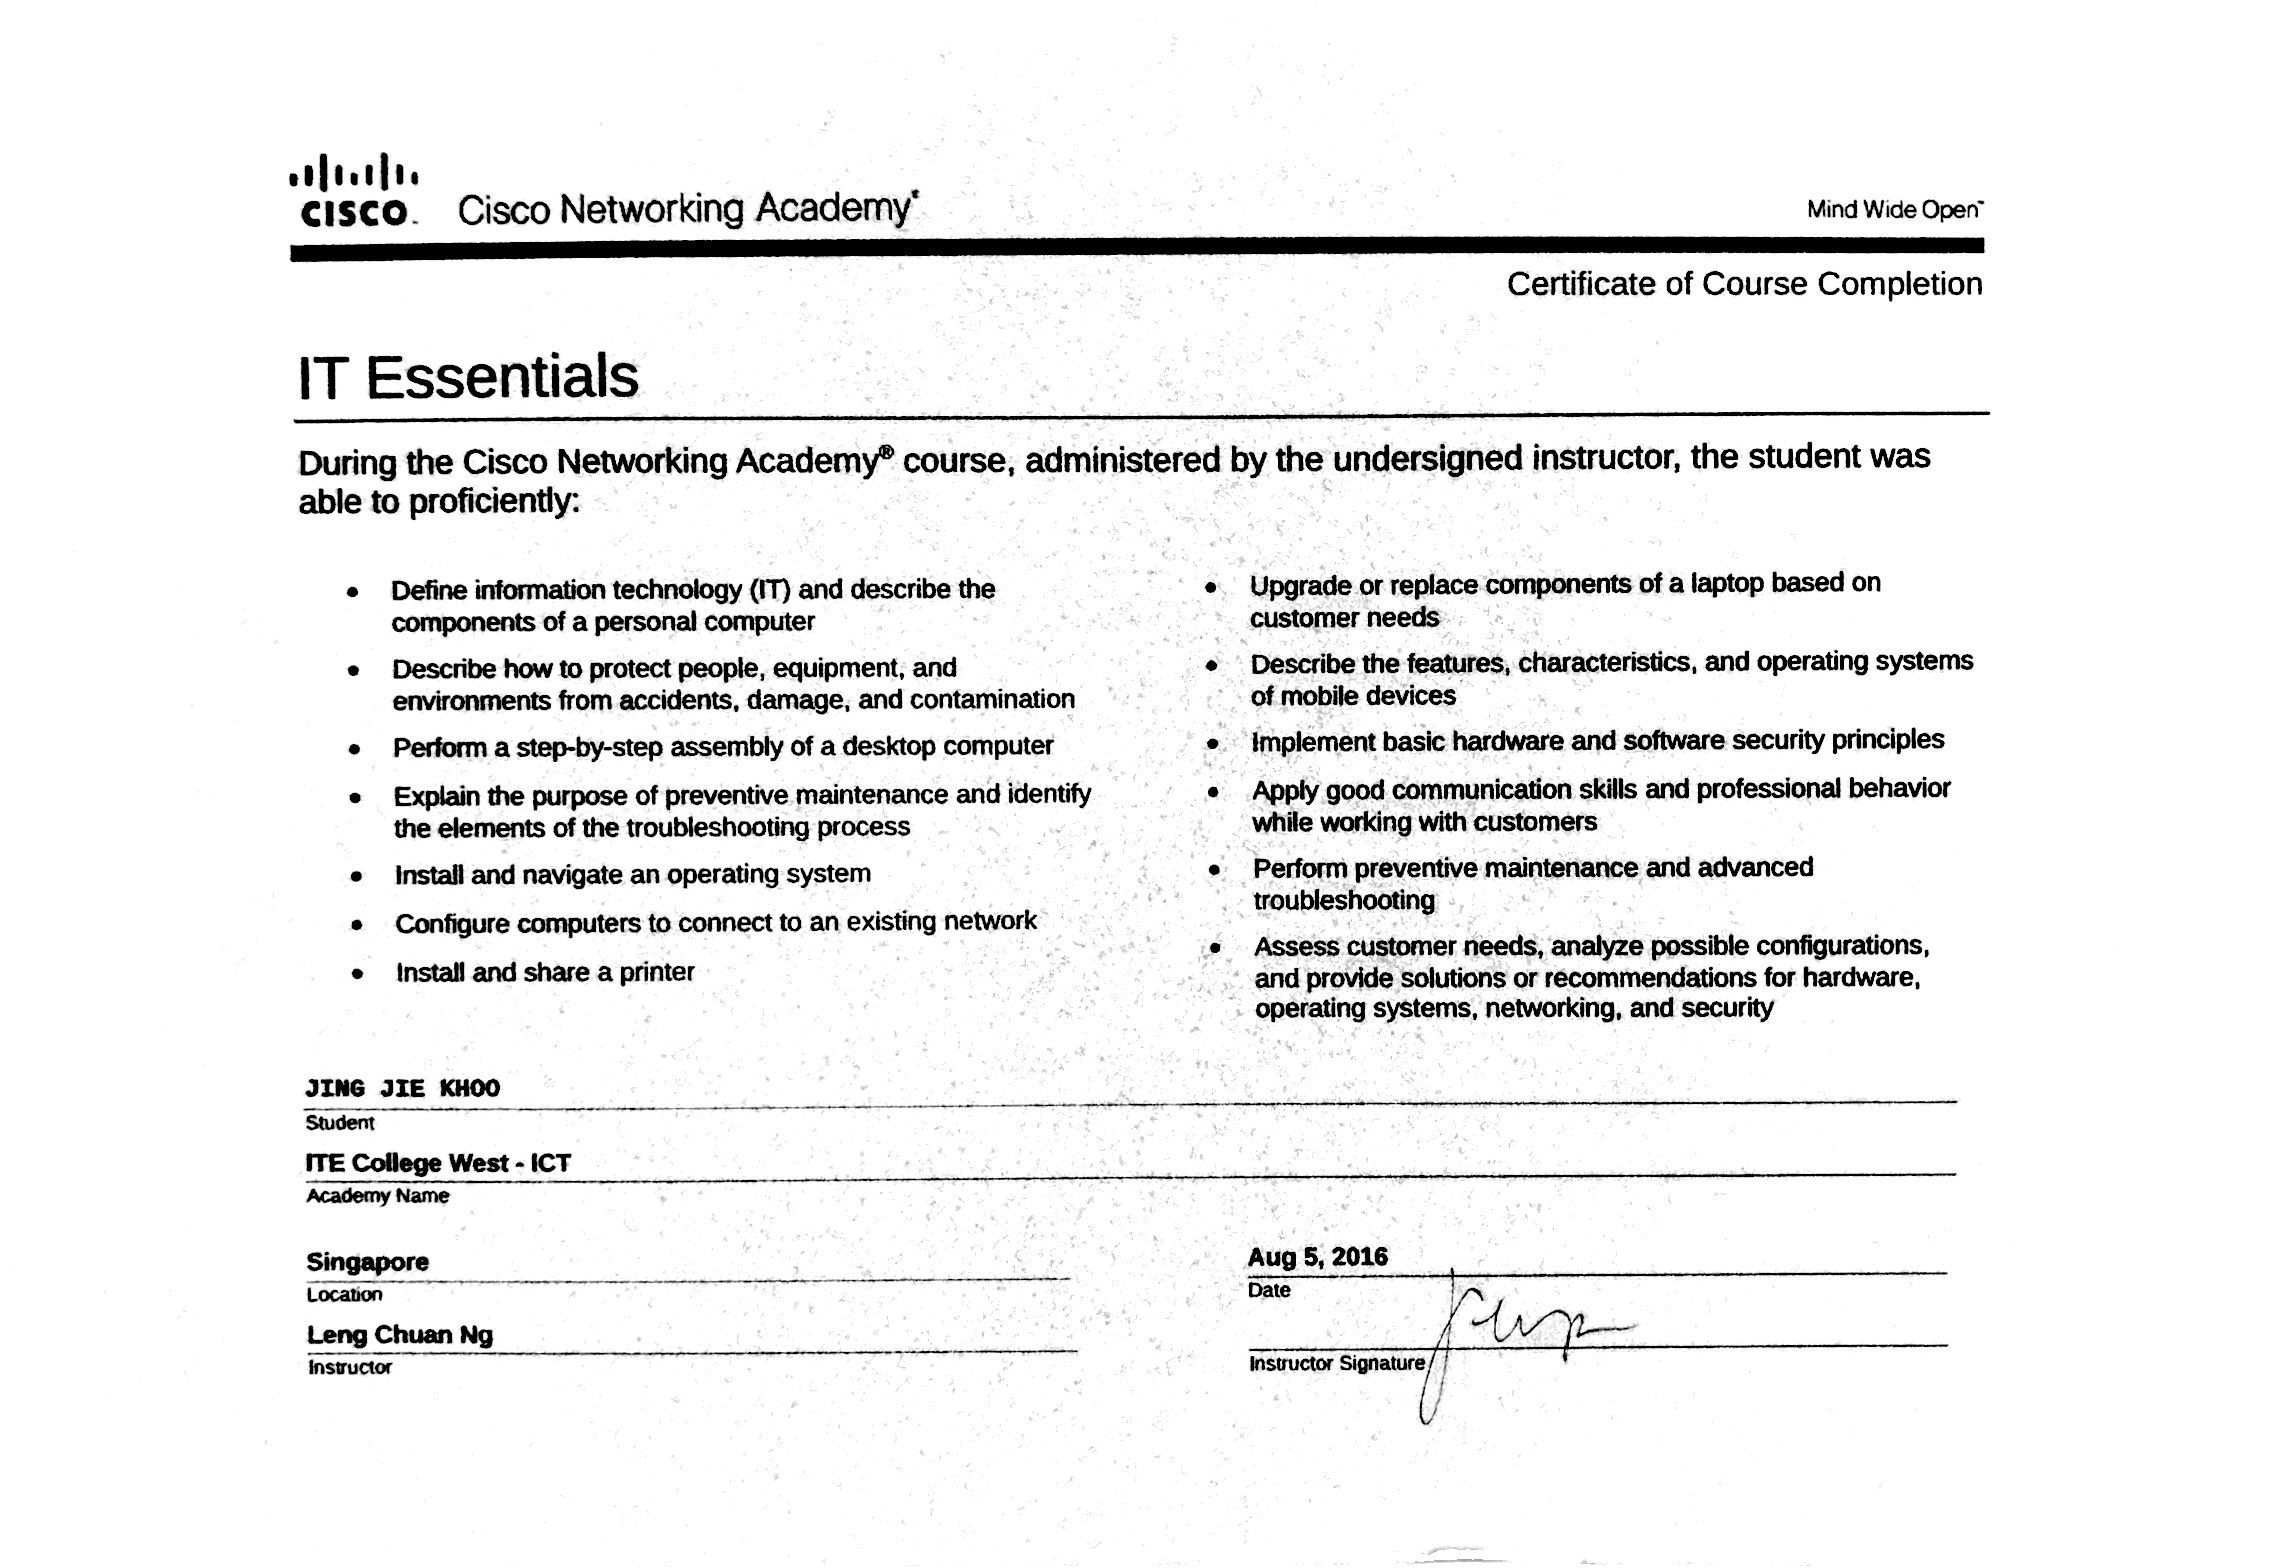 CISCO
Cisco Networking Academy
Mind Wide Open™
Certificate of Course Completion
IT Essentials
During the Cisco Networking Academy® course, administered by the undersigned instructor, the student was
able to proficiently:
• Define information technology (IT) and describe the
components of a personal computer
• Describe how to protect people, equipment, and
environments from accidents, damage, and contamination
• Perform a step-by-step assembly of a desktop computer
• Explain the purpose of preventive maintenance and identify
the elements of the troubleshooting process
• Install and navigate an operating system
• Configure computers to connect to an existing network
• Install and share a printer
• Upgrade or replace components of a laptop based on
customer needs
• Describe the features, characteristics, and operating systems
of mobile devices
• Implement basic hardware and software security principles
• Apply good communication skills and professional behavior
while working with customers
• Perform preventive maintenance and advanced
troubleshooting
• Assess customer needs, analyze possible configurations,
and provide solutions or recommendations for hardware,
operating systems, networking, and security
JING JIE KHOO
Student
ITE College West - ICT
Academy Name
Singapore
Location
Aug 5, 2016
Date
Leng Chuan Ng
Instructor
Instructor Signature